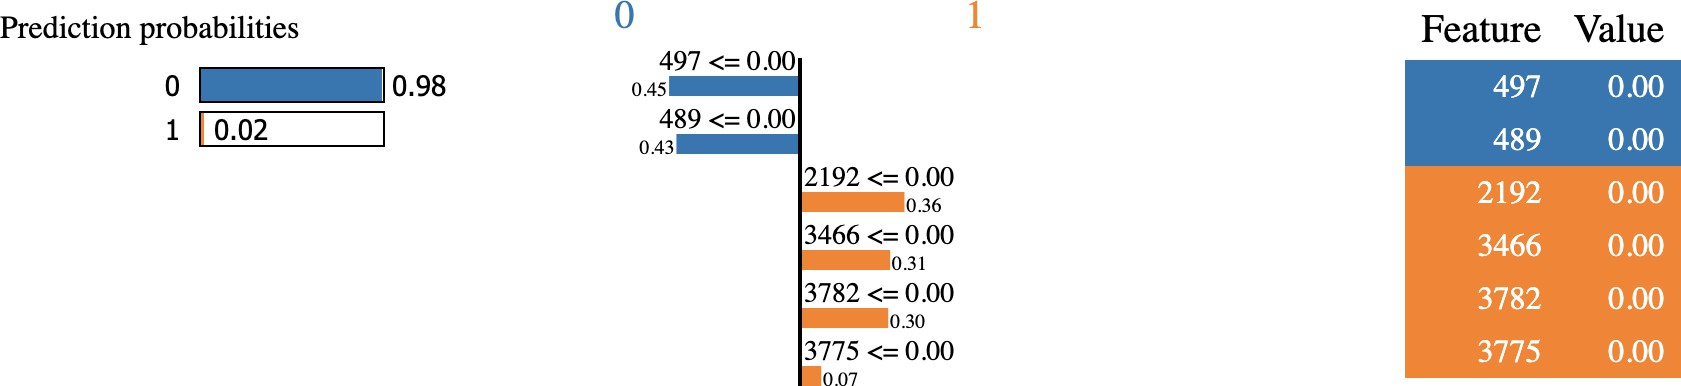 Prediction probabilities
0 0.98
1 0.02
0 1
497 <= 0.00
0.45
489 <= 0.00
0.43
2192 <= 0.00
0.36
3466 <= 0.00
0.31
3782 <= 0.00
0.30
3775 <= 0.00
0.07
Feature Value
497 0.00
489 0.00
2192 0.00
3466 0.00
3782 0.00
3775 0.00